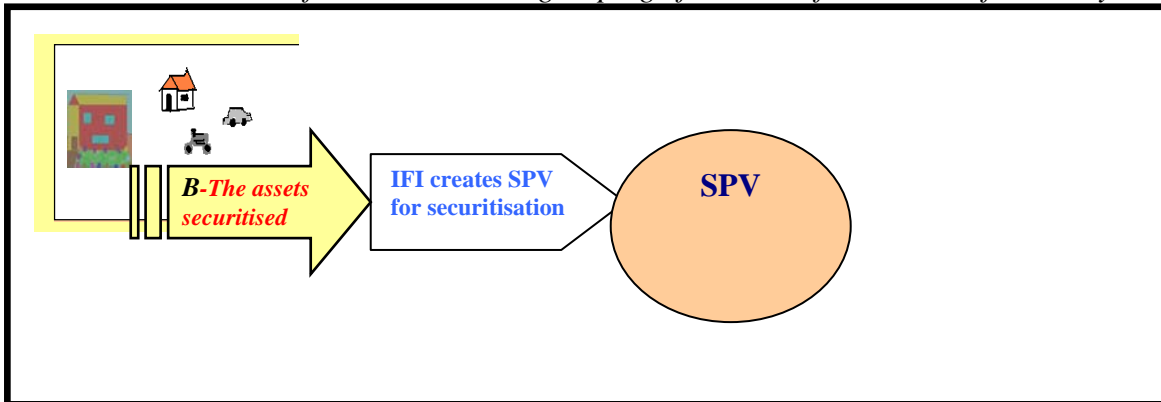 B-The assets
securitised
IFI creates SPV
for securitisation
SPV